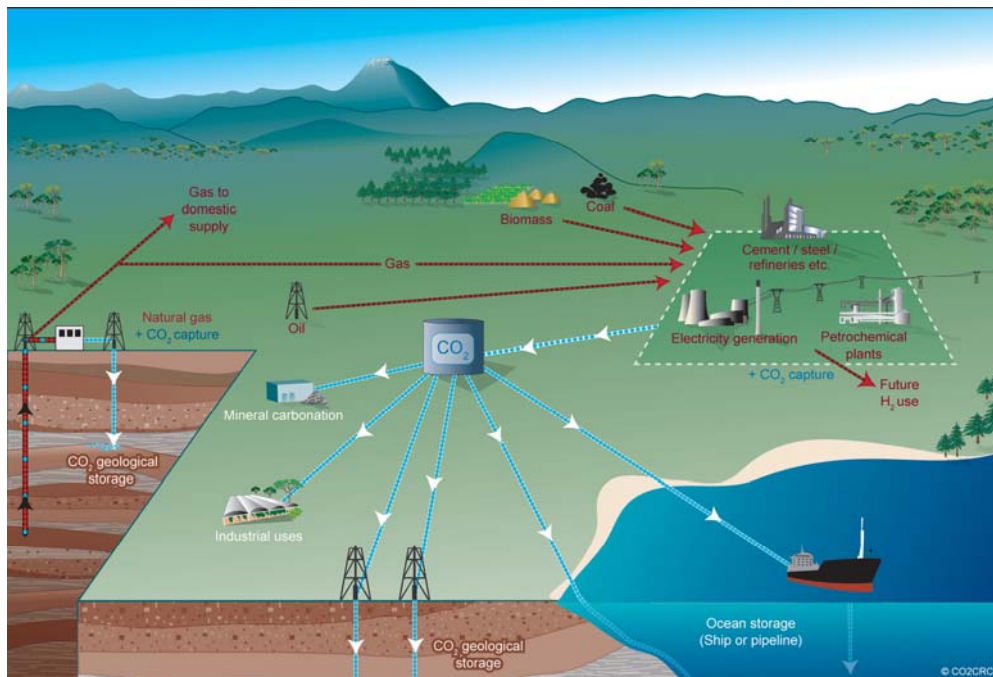 Gas to
domestic
supply
Biomass
Coal
Cement / steel /
refineries etc.
Gas
Oil
Natural gas
+ CO₂ capture
CO₂
Electricity generation
Petrochemical
plants
+ CO₂ capture
Future
H₂ use
Mineral carbonation
CO₂ geological
storage
Industrial uses
Ocean storage
(Ship or pipeline)
CO₂ geological
storage
© CO2CRC